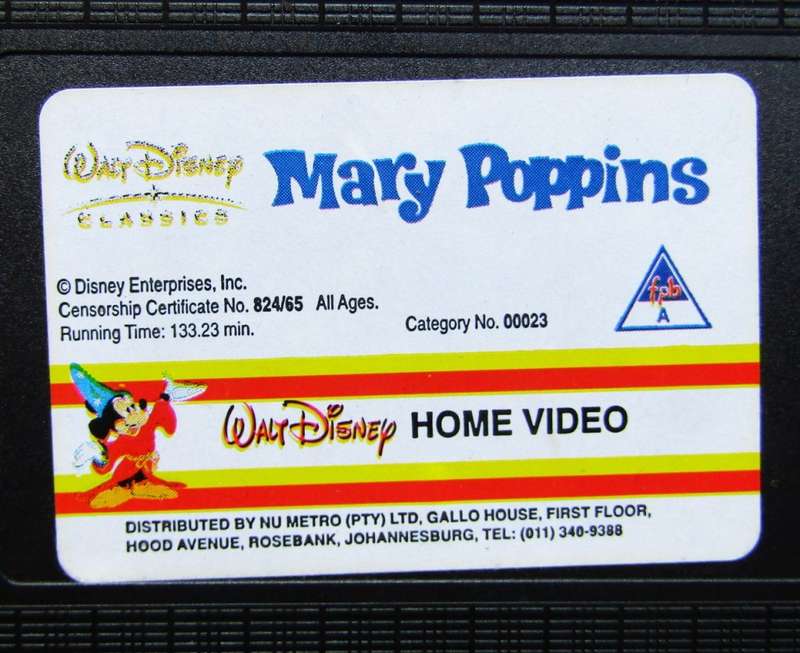 WALT DISNEY
CLASSICS
Mary Poppins
© Disney Enterprises, Inc.
Censorship Certificate No. 824/65 All Ages.
Running Time: 133.23 min.
Category No. 00023
fpb
A
WALT DISNEY HOME VIDEO
DISTRIBUTED BY NU METRO (PTY) LTD, GALLO HOUSE, FIRST FLOOR,
HOOD AVENUE, ROSEBANK, JOHANNESBURG, TEL: (011) 340-9388